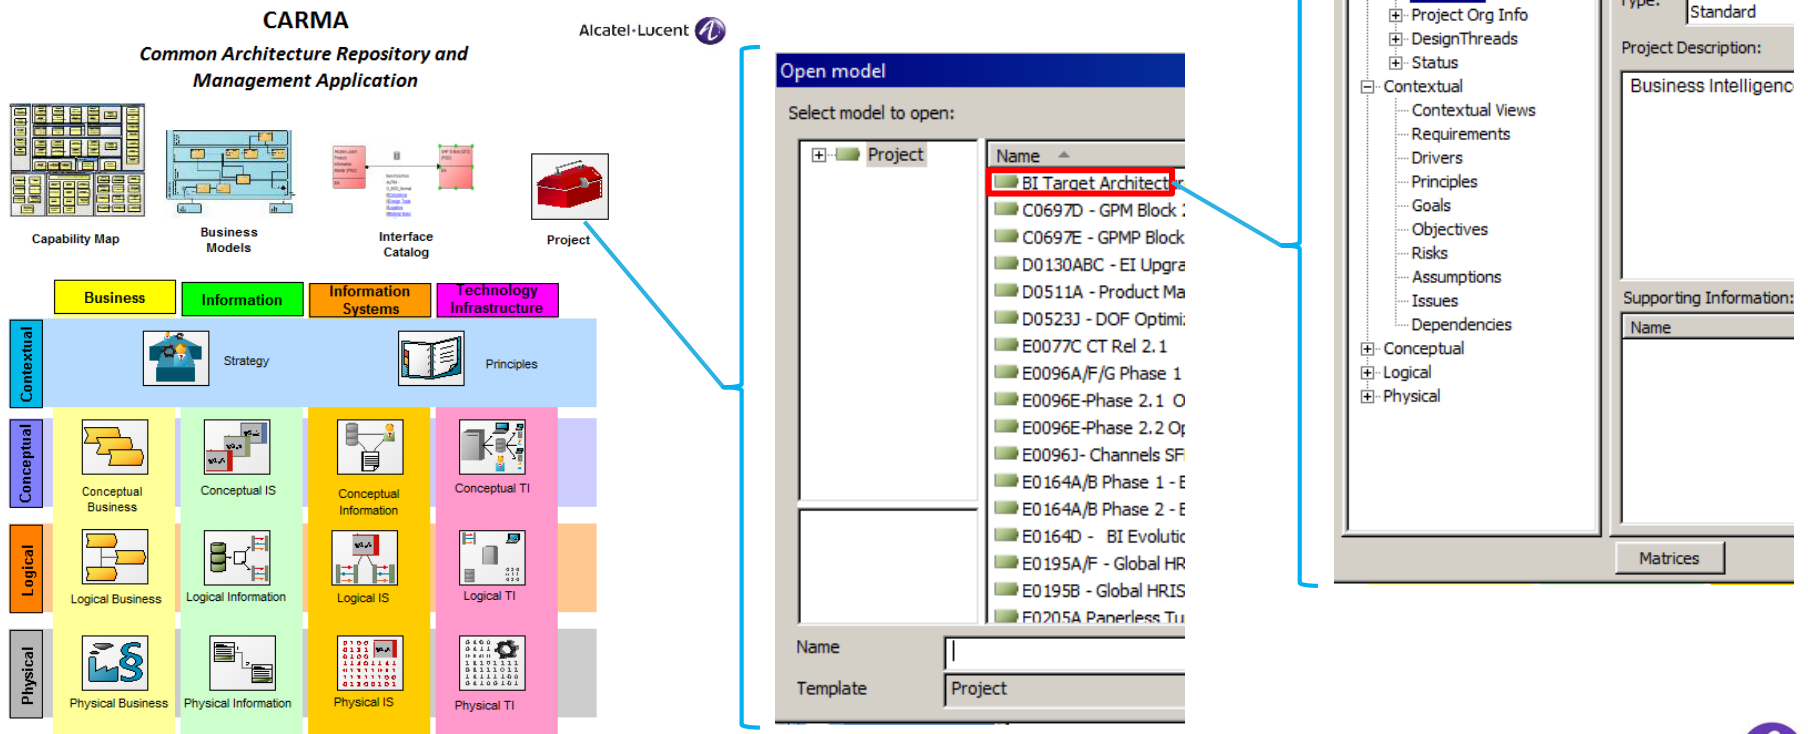 CARMA
Common Architecture Repository and
Management Application
Alcatel·Lucent
Capability Map
Business
Models
Interface
Catalog
Project
Business
Information
Information
Systems
Technology
Infrastructure
Contextual
Strategy
Principles
Conceptual
Conceptual
Business
Conceptual IS
Conceptual
Information
Conceptual TI
Logical
Logical Business
Logical Information
Logical IS
Logical TI
Physical
Physical Business
Physical Information
Physical IS
Physical TI
Open model
Select model to open:
Project
Name
BI Target Architectur
C0697D - GPM Block 2
C0697E - GPMP Block
D0130ABC - EI Upgra
D0511A - Product Ma
D0523J - DOF Optimi
E0077C CT Rel 2.1
E0096A/F/G Phase 1
E0096E-Phase 2.1 O
E0096E-Phase 2.2 Op
E0096J- Channels SF
E0164A/B Phase 1 - E
E0164A/B Phase 2 - E
E0164D - BI Evolutio
E0195A/F - Global HR
E0195B - Global HRIS
E0205A Paperless Tu
Name
Template
Project
Project Org Info
DesignThreads
Status
Contextual
Contextual Views
Requirements
Drivers
Principles
Goals
Objectives
Risks
Assumptions
Issues
Dependencies
Conceptual
Logical
Physical
Type:
Standard
Project Description:
Business Intelligence
Supporting Information:
Name
Matrices